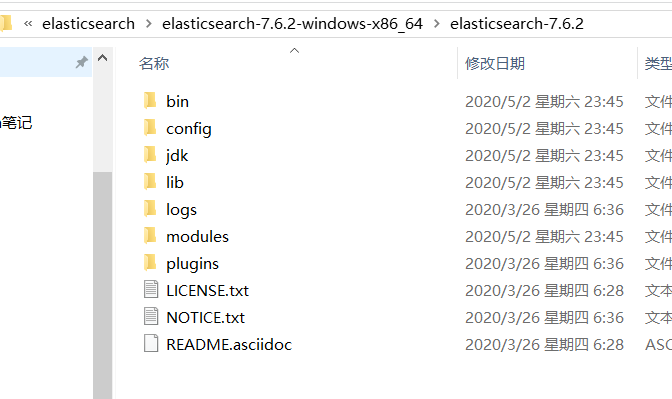 « elasticsearch > elasticsearch-7.6.2-windows-x86_64 > elasticsearch-7.6.2
名称 修改日期 类型
bin 2020/5/2 星期六 23:45 文件
笔记
config 2020/5/2 星期六 23:45 文件
jdk 2020/5/2 星期六 23:45 文件
lib 2020/5/2 星期六 23:45 文件
logs 2020/3/26 星期四 6:36 文件
modules 2020/5/2 星期六 23:45 文件
plugins 2020/3/26 星期四 6:36 文件
LICENSE.txt 2020/3/26 星期四 6:28 文本
NOTICE.txt 2020/3/26 星期四 6:36 文本
README.asciidoc 2020/3/26 星期四 6:28 ASC